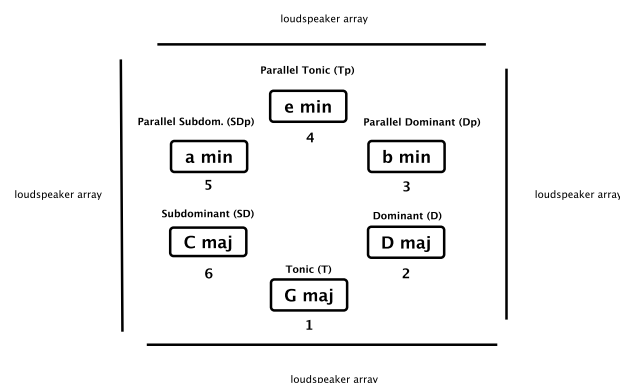 loudspeaker array
Parallel Tonic (Tp)
e min
4
Parallel Subdom. (SDp)
Parallel Dominant (Dp)
a min
b min
5
3
loudspeaker array
loudspeaker array
Subdominant (SD)
Dominant (D)
C maj
D maj
6
2
Tonic (T)
G maj
1
loudspeaker array